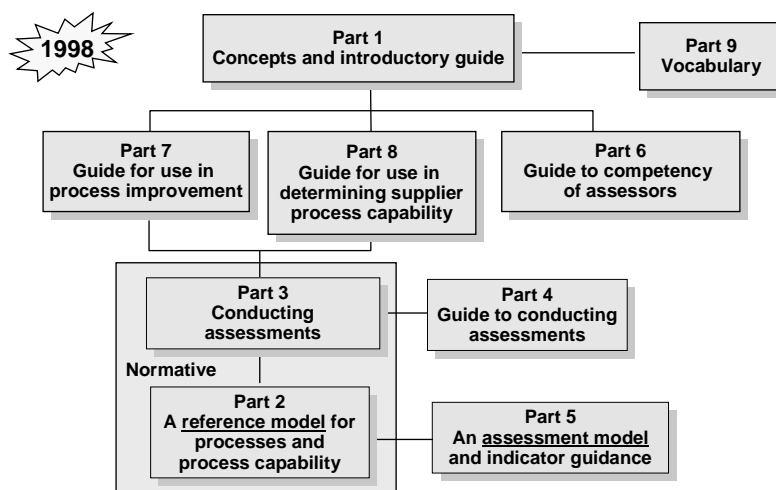 1998
Part 1
Concepts and introductory guide
Part 9
Vocabulary
Part 7
Guide for use in
process improvement
Part 8
Guide for use in
determining supplier
process capability
Part 6
Guide to competency
of assessors
Part 3
Conducting
assessments
Part 4
Guide to conducting
assessments
Normative
Part 2
A reference model for
processes and
process capability
Part 5
An assessment model
and indicator guidance